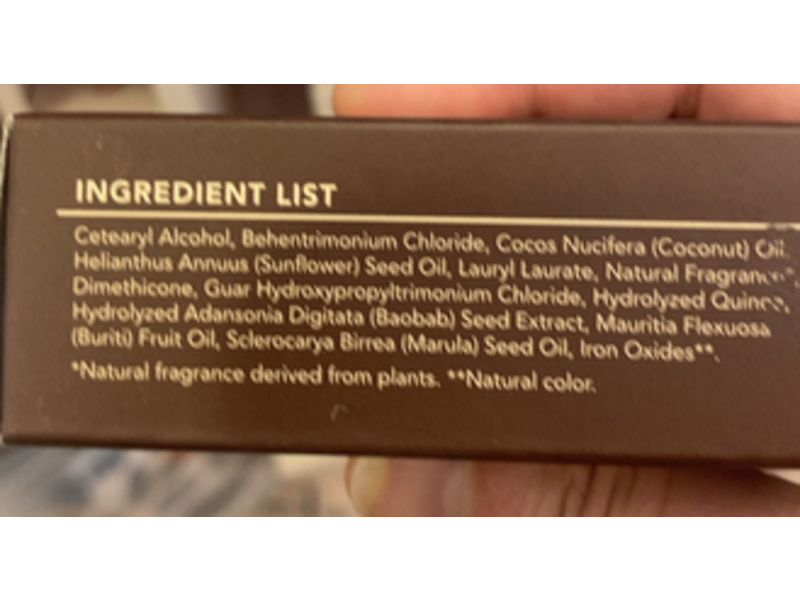 INGREDIENT LIST
Cetearyl Alcohol, Behentrimonium Chloride, Cocos Nucifera (Coconut) Oil,
Helianthus Annuus (Sunflower) Seed Oil, Lauryl Laurate, Natural
Dimethicone, Guar Hydroxypropyltrimonium Chloride, Hydrolyzed
Hydrolyzed Adansonia Digitata (Baobab) Seed Extract, Mauritia Flexuosa
(Buriti) Fruit Oil, Sclerocarya Birrea (Marula) Seed Oil, Iron Oxides**.
*Natural fragrance derived from plants. **Natural color.